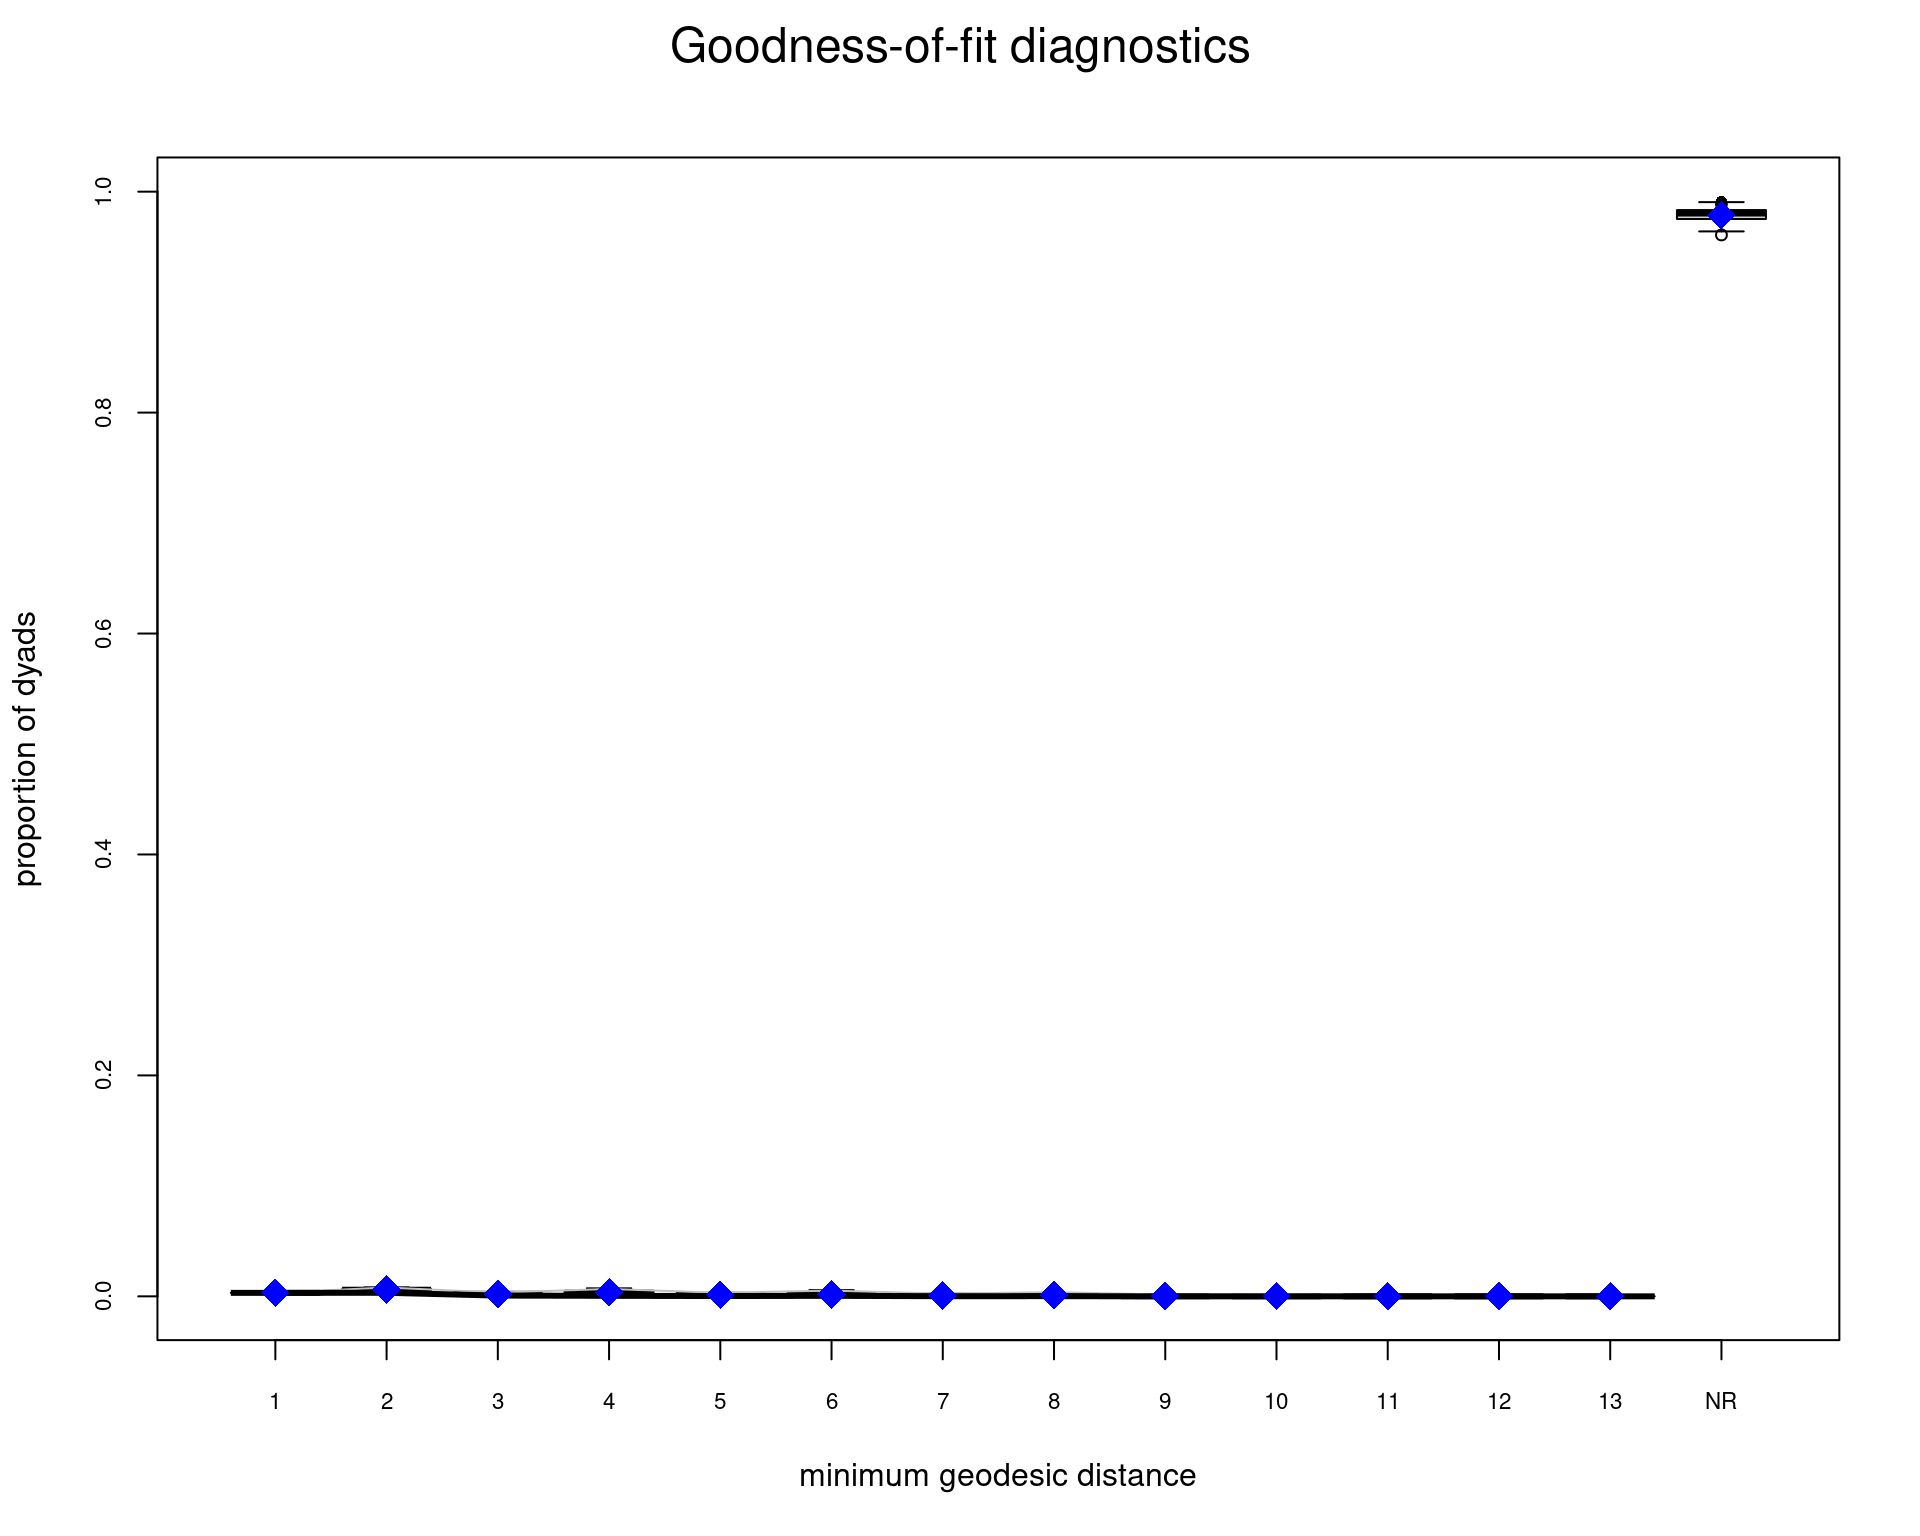 Goodness-of-fit diagnostics
proportion of dyads
1.0
0.8
0.6
0.4
0.2
0.0
1 2 3 4 5 6 7 8 9 10 11 12 13 NR
minimum geodesic distance